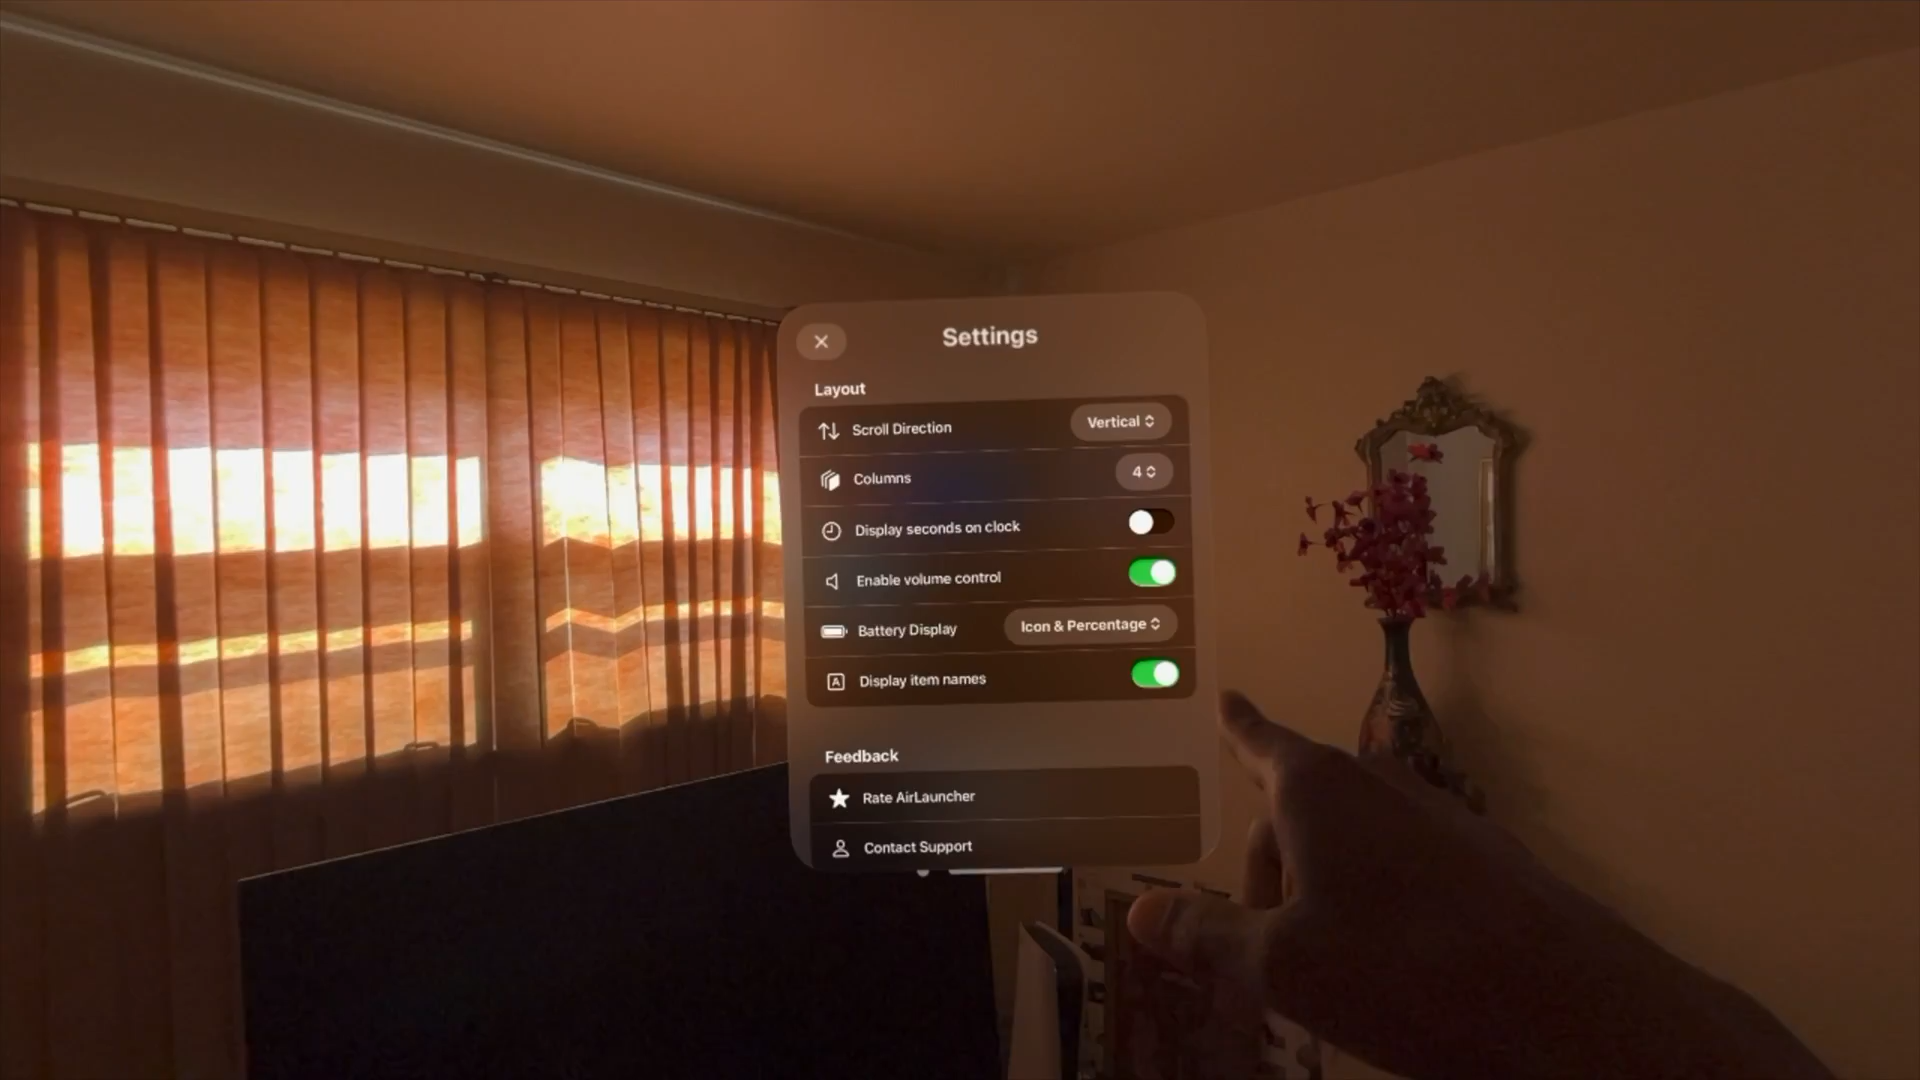 Settings
Layout
Scroll Direction
Vertical
Columns
4
Display seconds on clock
Enable volume control
Battery Display
Icon & Percentage
Display item names
Feedback
Rate AirLauncher
Contact Support